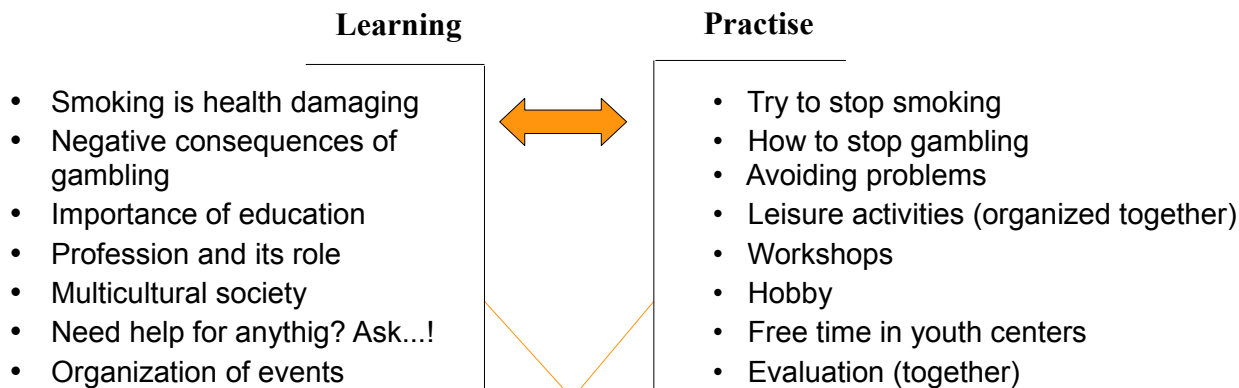 Learning
Practise
• Smoking is health damaging
• Negative consequences of
gambling
• Importance of education
• Profession and its role
• Multicultural society
• Need help for anythig? Ask...!
• Organization of events
• Try to stop smoking
• How to stop gambling
• Avoiding problems
• Leisure activities (organized together)
• Workshops
• Hobby
• Free time in youth centers
• Evaluation (together)